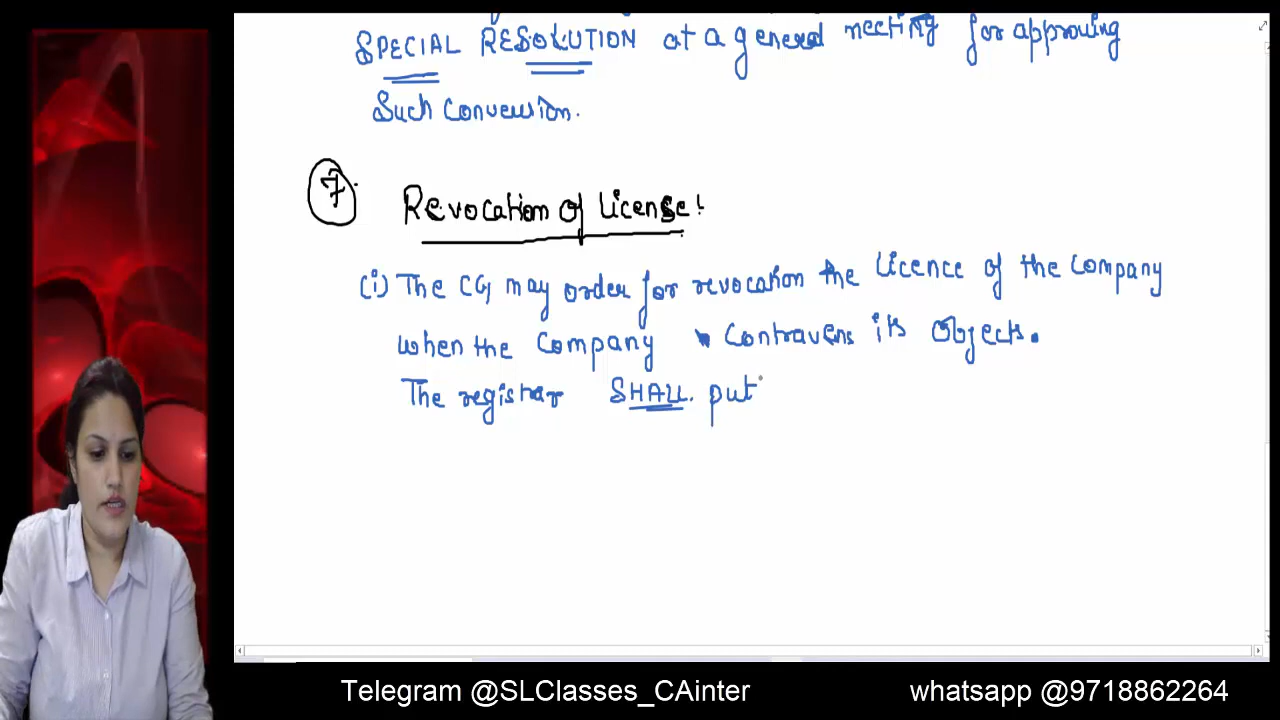 SPECIAL RESOLUTION at a general meeting for approving
Such Conversion.
7 Revocation of License:
(i) The CG may order for revocation the Licence of the Company
when the Company Contravens its Objects.
The registrar SHALL put
Telegram @SLClasses_CAinter whatsapp @9718862264